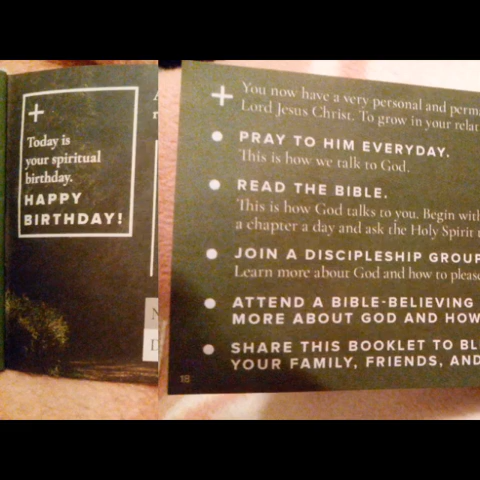 Today is
your spiritual
birthday.
HAPPY
BIRTHDAY!
You now have a very personal and
Lord Jesus Christ. To grow in your
PRAY TO HIM EVERYDAY.
This is how we talk to God.
READ THE BIBLE.
This is how God talks to you. Begin
a chapter a day and ask the Holy Spirit
JOIN A DISCIPLESHIP GROUP
Learn more about God and how to please
ATTEND A BIBLE-BELIEVING
MORE ABOUT GOD AND HOW
SHARE THIS BOOKLET TO
YOUR FAMILY, FRIENDS, AND
18